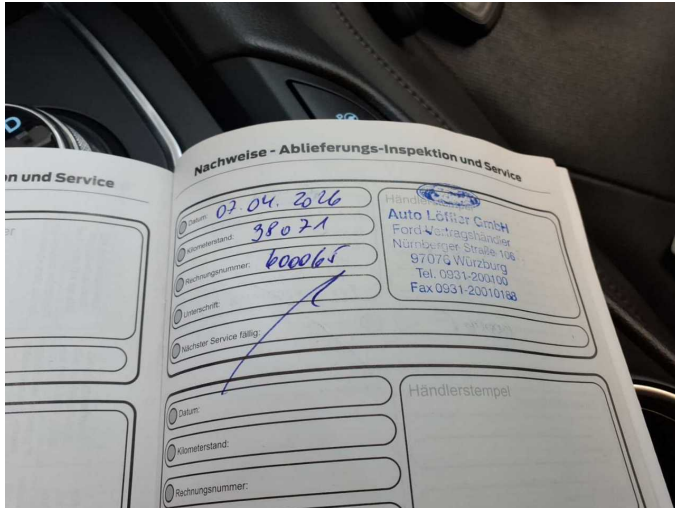 n und Service
Nachweise - Ablieferungs-Inspektion und Service
Datum: 07.04.2026
Kilometerstand: 38071
Rechnungsnummer: 600065
Unterschrift:
Nächster Service fällig:
Auto Löffler GmbH
Ford-Vertragshändler
Nürnberger Straße 108
97076 Würzburg
Tel. 0931-200100
Fax 0931-20010188
Datum:
Kilometerstand:
Rechnungsnummer:
Händlerstempel